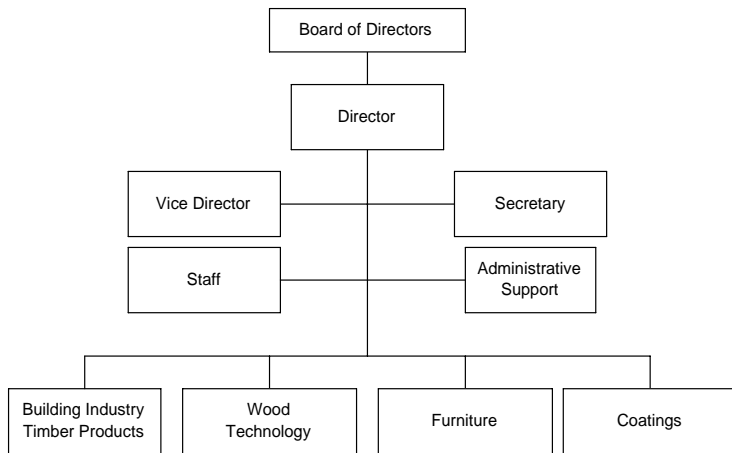 Board of Directors
Director
Vice Director
Secretary
Staff
Administrative
Support
Building Industry
Timber Products
Wood
Technology
Furniture
Coatings